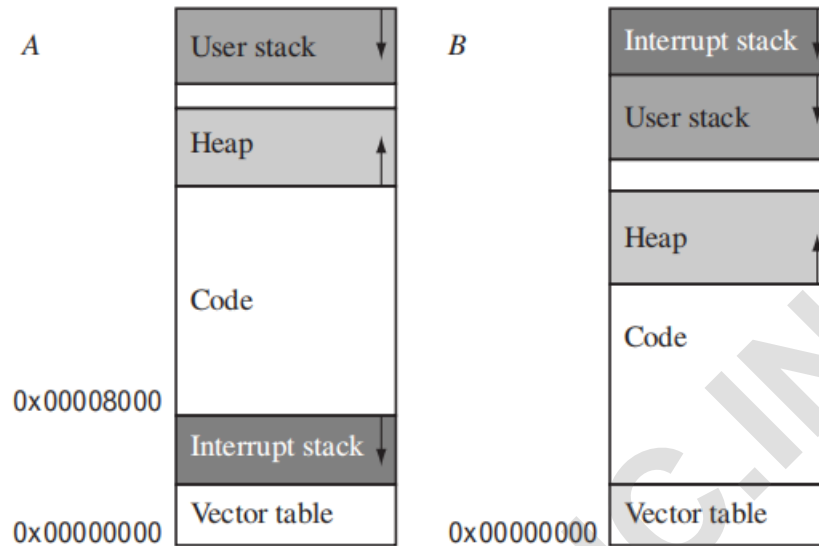 A
User stack
Heap
Code
0x00008000
Interrupt stack
Vector table
0x00000000
B
Interrupt stack
User stack
Heap
Code
Vector table
0x00000000
C.IN